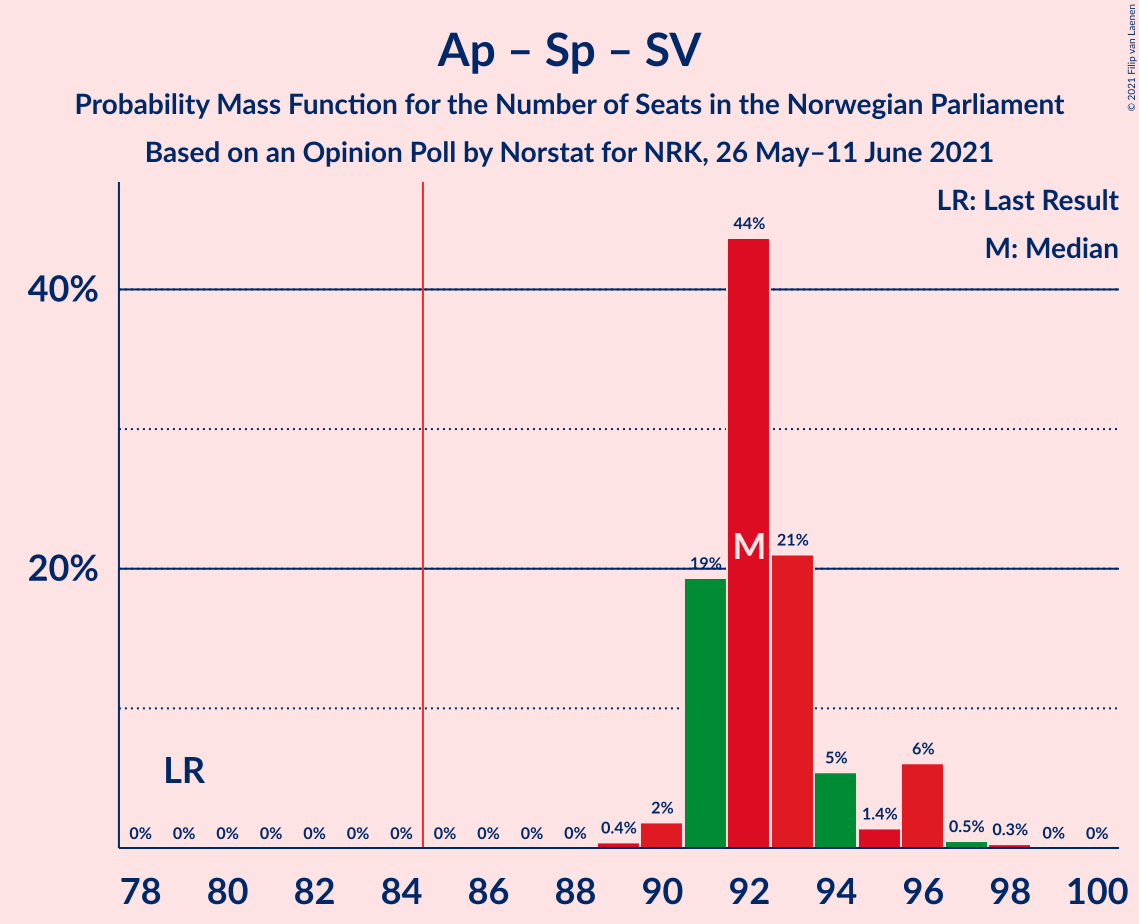 Ap – Sp – SV
Probability Mass Function for the Number of Seats in the Norwegian Parliament
Based on an Opinion Poll by Norstat for NRK, 26 May–11 June 2021
© 2021 Filip van Laenen
LR: Last Result
M: Median
44%
40%
M
21%
19%
20%
LR
6%
5%
2%
1.4%
0% 0% 0% 0% 0% 0% 0% 0% 0% 0% 0% 0.4% 0.5% 0.3% 0% 0%
78 80 82 84 86 88 90 92 94 96 98 100